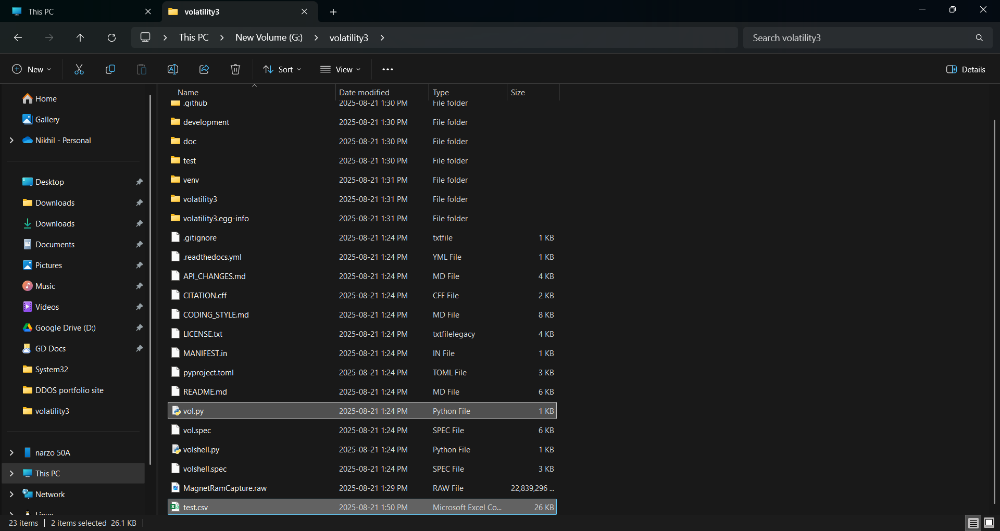 This PC
volatility3
This PC
New Volume (G:)
volatility3
Search volatility3
New
Sort
View
Details
Home
Gallery
Nikhil - Personal
Desktop
Downloads
Downloads
Documents
Pictures
Music
Videos
Google Drive (D:)
GD Docs
System32
DDOS portfolio site
volatility3
narzo 50A
This PC
Network
Linux
Name Date modified Type Size
.github 2025-08-21 1:30 PM File folder
development 2025-08-21 1:30 PM File folder
doc 2025-08-21 1:30 PM File folder
test 2025-08-21 1:30 PM File folder
venv 2025-08-21 1:31 PM File folder
volatility3 2025-08-21 1:31 PM File folder
volatility3.egg-info 2025-08-21 1:31 PM File folder
.gitignore 2025-08-21 1:24 PM txtfile 1 KB
.readthedocs.yml 2025-08-21 1:24 PM YML File 1 KB
API_CHANGES.md 2025-08-21 1:24 PM MD File 4 KB
CITATION.cff 2025-08-21 1:24 PM CFF File 2 KB
CODING_STYLE.md 2025-08-21 1:24 PM MD File 8 KB
LICENSE.txt 2025-08-21 1:24 PM txtfilelegacy 4 KB
MANIFEST.in 2025-08-21 1:24 PM IN File 1 KB
pyproject.toml 2025-08-21 1:24 PM TOML File 3 KB
README.md 2025-08-21 1:24 PM MD File 6 KB
vol.py 2025-08-21 1:24 PM Python File 1 KB
vol.spec 2025-08-21 1:24 PM SPEC File 6 KB
volshell.py 2025-08-21 1:24 PM Python File 1 KB
volshell.spec 2025-08-21 1:24 PM SPEC File 3 KB
MagnetRamCapture.raw 2025-08-21 1:29 PM RAW File 22,839,296 ...
test.csv 2025-08-21 1:50 PM Microsoft Excel Co... 26 KB
23 items 2 items selected 26.1 KB